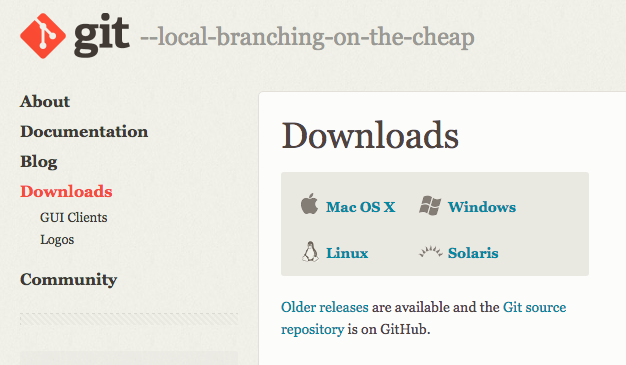 git --local-branching-on-the-cheap
About
Documentation
Blog
Downloads
GUI Clients
Logos
Community
Downloads
Mac OS X Windows
Linux Solaris
Older releases are available and the Git source
repository is on GitHub.